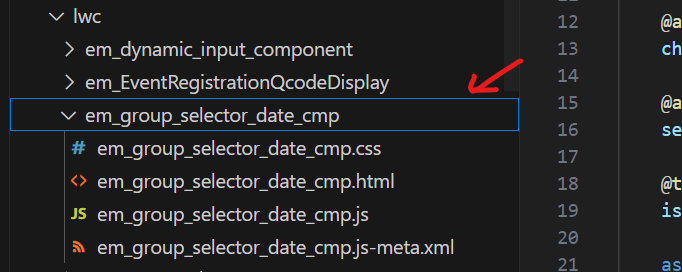 lwc
em_dynamic_input_component
em_EventRegistrationQcodeDisplay
em_group_selector_date_cmp
# em_group_selector_date_cmp.css
<> em_group_selector_date_cmp.html
JS em_group_selector_date_cmp.js
em_group_selector_date_cmp.js-meta.xml
12 @a
13 ch
14
15 @a
16 se
17
18 @t
19 is
20
21 as